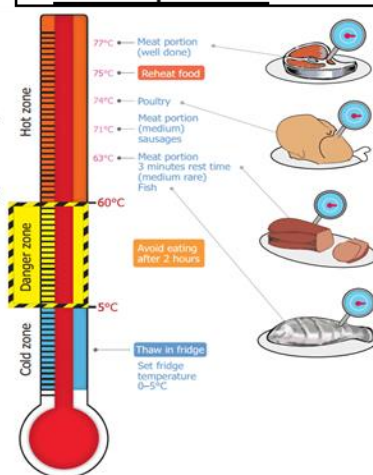 77°C
Meat portion
(well done)
75°C
Reheat food
74°C
Poultry
71°C
Meat portion
(medium)
sausages
63°C
Meat portion
3 minutes rest time
(medium rare)
Fish
60°C
Avoid eating
after 2 hours
5°C
Thaw in fridge
Set fridge
temperature
0–5°C
Hot zone
Danger zone
Cold zone